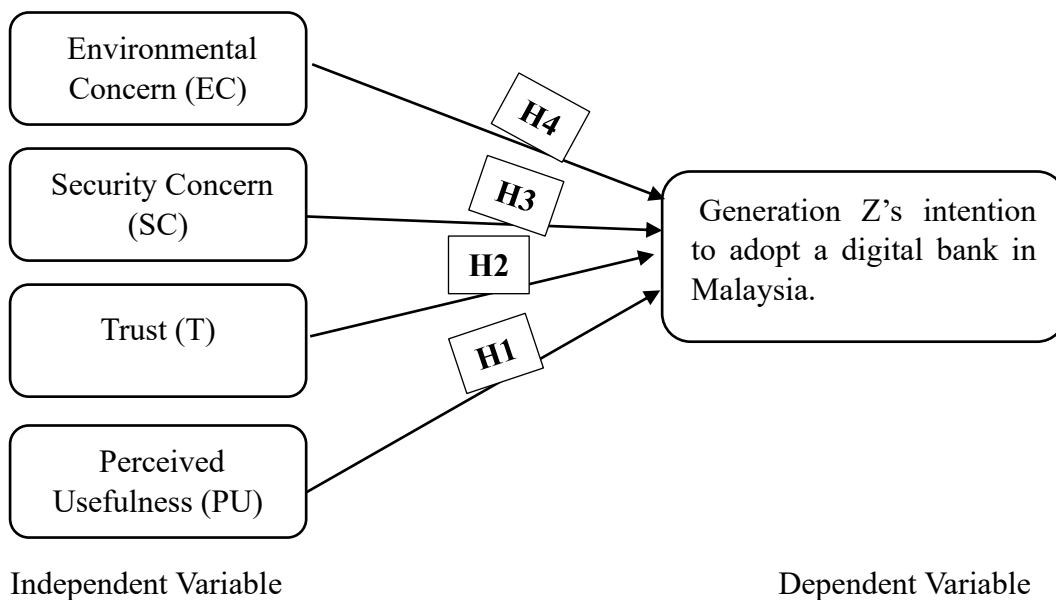 Environmental
Concern (EC)
H4
Security Concern
(SC)
H3
Generation Z’s intention
to adopt a digital bank in
Malaysia.
H2
Trust (T)
H1
Perceived
Usefulness (PU)
Independent Variable
Dependent Variable